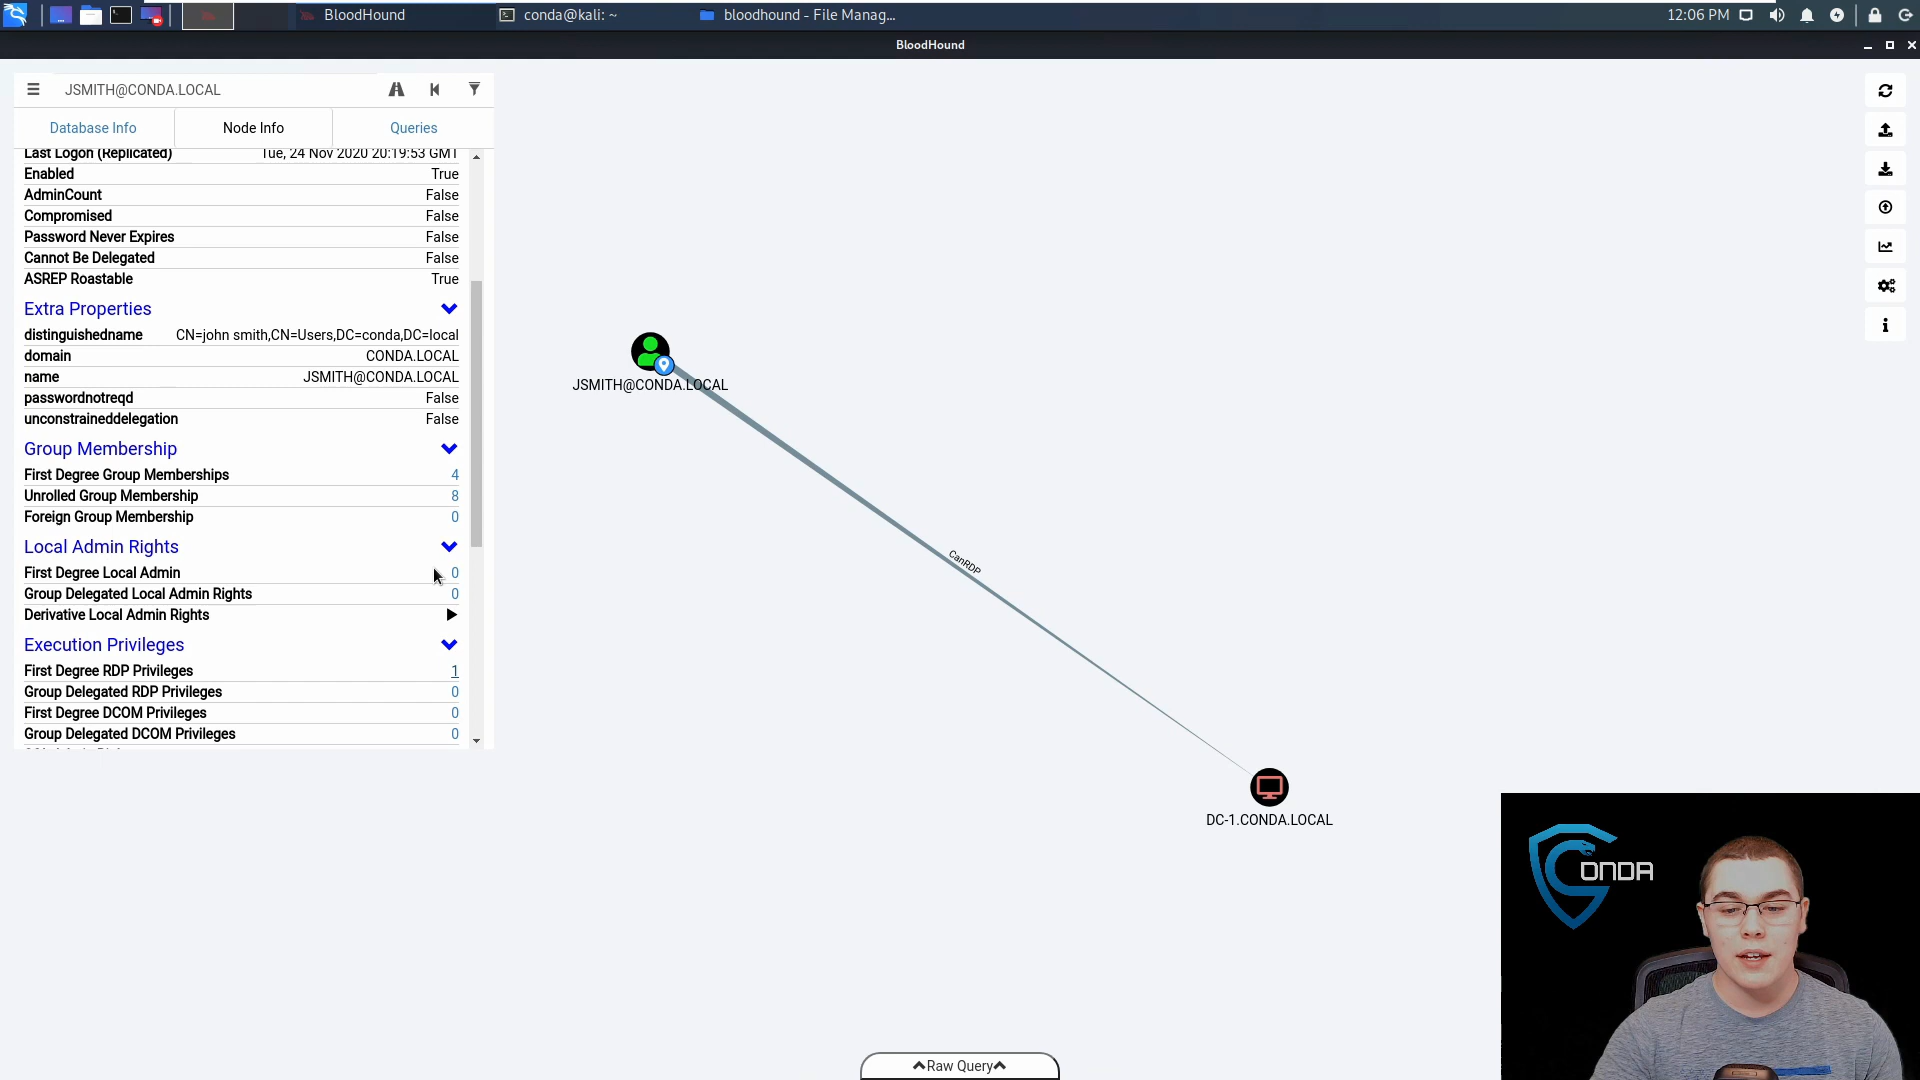 BloodHound
conda@kali: ~
bloodhound - File Manag...
12:06 PM
BloodHound
JSMITH@CONDA.LOCAL
Database Info
Node Info
Queries
Last Logon (Replicated) Tue, 24 Nov 2020 20:19:53 GMT
Enabled True
AdminCount False
Compromised False
Password Never Expires False
Cannot Be Delegated False
ASREP Roastable True
Extra Properties
distinguishedname CN=john smith,CN=Users,DC=conda,DC=local
domain CONDA.LOCAL
name JSMITH@CONDA.LOCAL
passwordnotreqd False
unconstraineddelegation False
Group Membership
First Degree Group Memberships 4
Unrolled Group Membership 8
Foreign Group Membership 0
Local Admin Rights
First Degree Local Admin 0
Group Delegated Local Admin Rights 0
Derivative Local Admin Rights
Execution Privileges
First Degree RDP Privileges 1
Group Delegated RDP Privileges 0
First Degree DCOM Privileges 0
Group Delegated DCOM Privileges 0
JSMITH@CONDA.LOCAL
CanRDP
DC-1.CONDA.LOCAL
CONDA
Raw Query